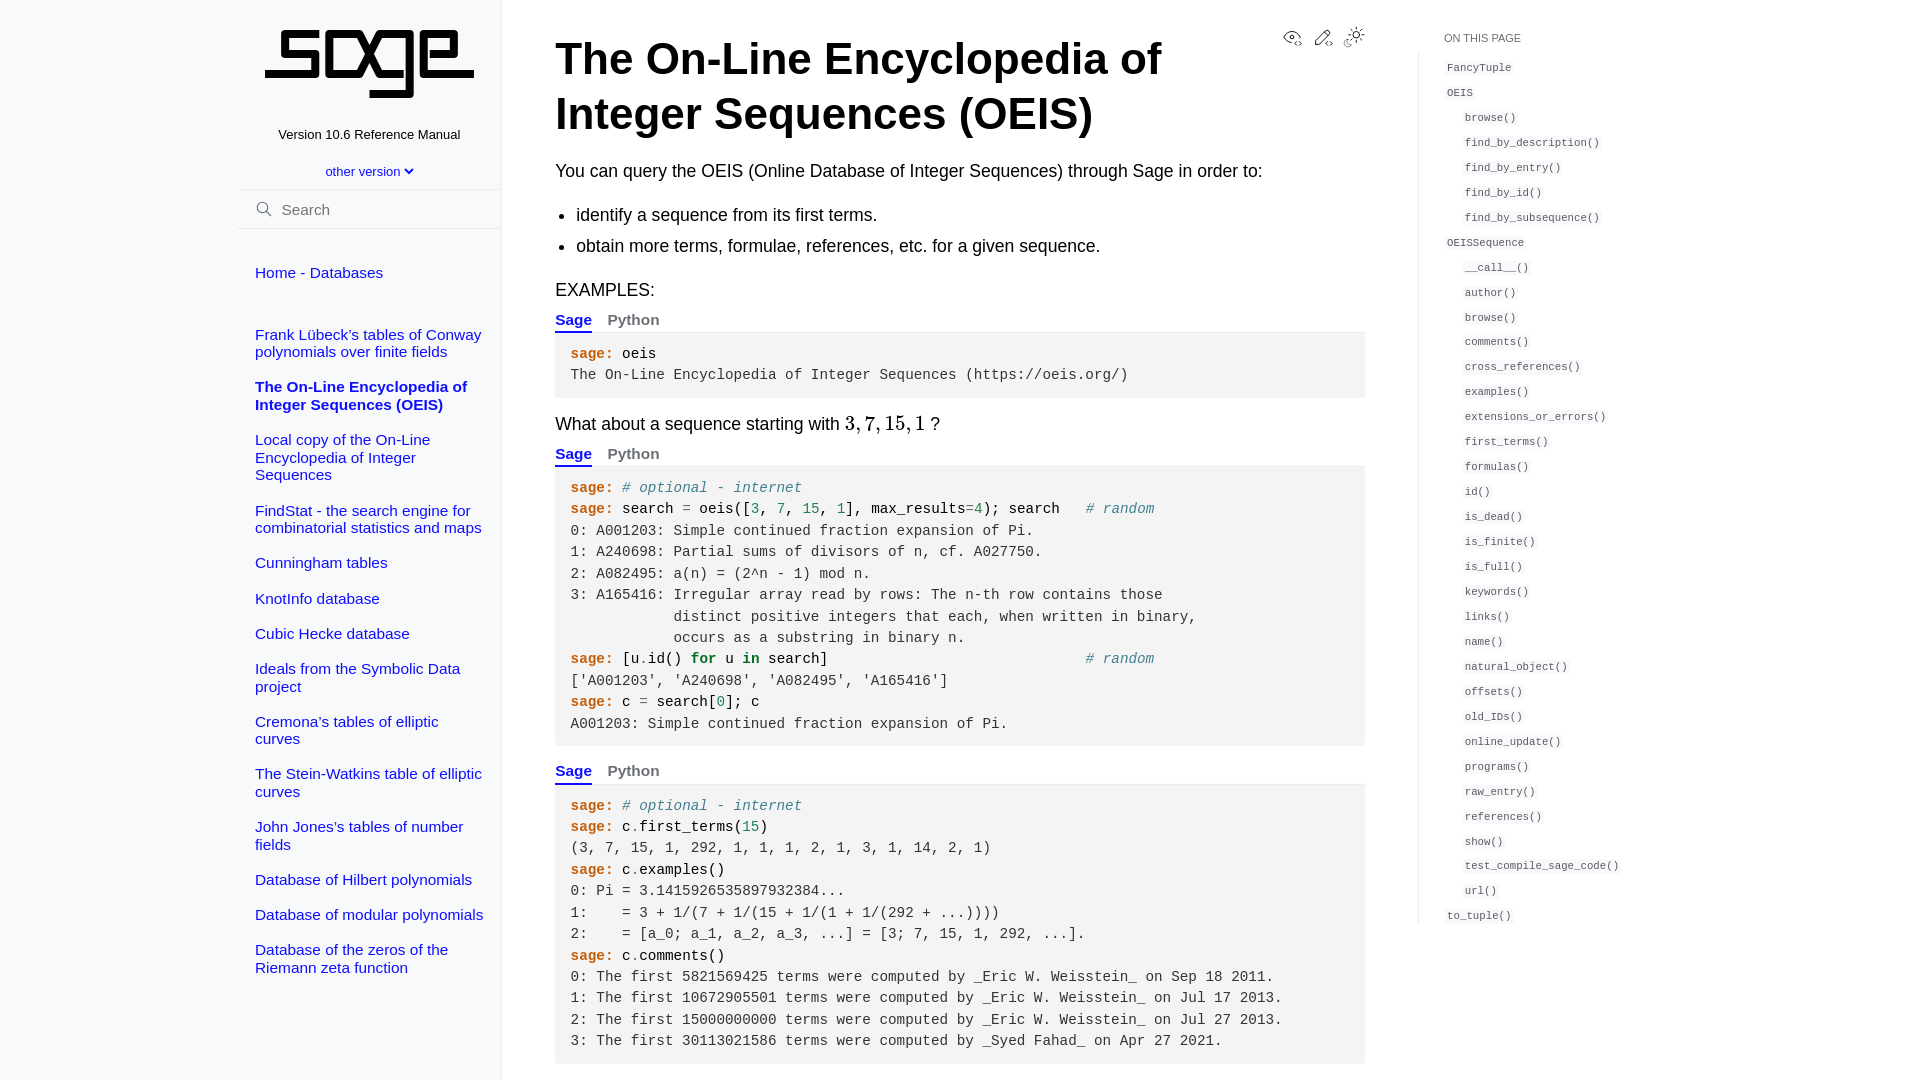 sage
Version 10.6 Reference Manual
other version
Search
Home - Databases
Frank Lübeck’s tables of Conway
polynomials over finite fields
The On-Line Encyclopedia of
Integer Sequences (OEIS)
Local copy of the On-Line
Encyclopedia of Integer
Sequences
FindStat - the search engine for
combinatorial statistics and maps
Cunningham tables
KnotInfo database
Cubic Hecke database
Ideals from the Symbolic Data
project
Cremona’s tables of elliptic
curves
The Stein-Watkins table of elliptic
curves
John Jones’s tables of number
fields
Database of Hilbert polynomials
Database of modular polynomials
Database of the zeros of the
Riemann zeta function
The On-Line Encyclopedia of
Integer Sequences (OEIS)
You can query the OEIS (Online Database of Integer Sequences) through Sage in order to:
• identify a sequence from its first terms.
• obtain more terms, formulae, references, etc. for a given sequence.
EXAMPLES:
Sage Python
sage: oeis
The On-Line Encyclopedia of Integer Sequences (https://oeis.org/)
What about a sequence starting with 3, 7, 15, 1 ?
Sage Python
sage: # optional - internet
sage: search = oeis([3, 7, 15, 1], max_results=4); search   # random
0: A001203: Simple continued fraction expansion of Pi.
1: A240698: Partial sums of divisors of n, cf. A027750.
2: A082495: a(n) = (2^n - 1) mod n.
3: A165416: Irregular array read by rows: The n-th row contains those
            distinct positive integers that each, when written in binary,
            occurs as a substring in binary n.
sage: [u.id() for u in search]                              # random
['A001203', 'A240698', 'A082495', 'A165416']
sage: c = search[0]; c
A001203: Simple continued fraction expansion of Pi.
Sage Python
sage: # optional - internet
sage: c.first_terms(15)
(3, 7, 15, 1, 292, 1, 1, 1, 2, 1, 3, 1, 14, 2, 1)
sage: c.examples()
0: Pi = 3.1415926535897932384...
1:    = 3 + 1/(7 + 1/(15 + 1/(1 + 1/(292 + ...))))
2:    = [a_0; a_1, a_2, a_3, ...] = [3; 7, 15, 1, 292, ...].
sage: c.comments()
0: The first 5821569425 terms were computed by _Eric W. Weisstein_ on Sep 18 2011.
1: The first 10672905501 terms were computed by _Eric W. Weisstein_ on Jul 17 2013.
2: The first 15000000000 terms were computed by _Eric W. Weisstein_ on Jul 27 2013.
3: The first 30113021586 terms were computed by _Syed Fahad_ on Apr 27 2021.
ON THIS PAGE
FancyTuple
OEIS
browse()
find_by_description()
find_by_entry()
find_by_id()
find_by_subsequence()
OEISSequence
__call__()
author()
browse()
comments()
cross_references()
examples()
extensions_or_errors()
first_terms()
formulas()
id()
is_dead()
is_finite()
is_full()
keywords()
links()
name()
natural_object()
offsets()
old_IDs()
online_update()
programs()
raw_entry()
references()
show()
test_compile_sage_code()
url()
to_tuple()